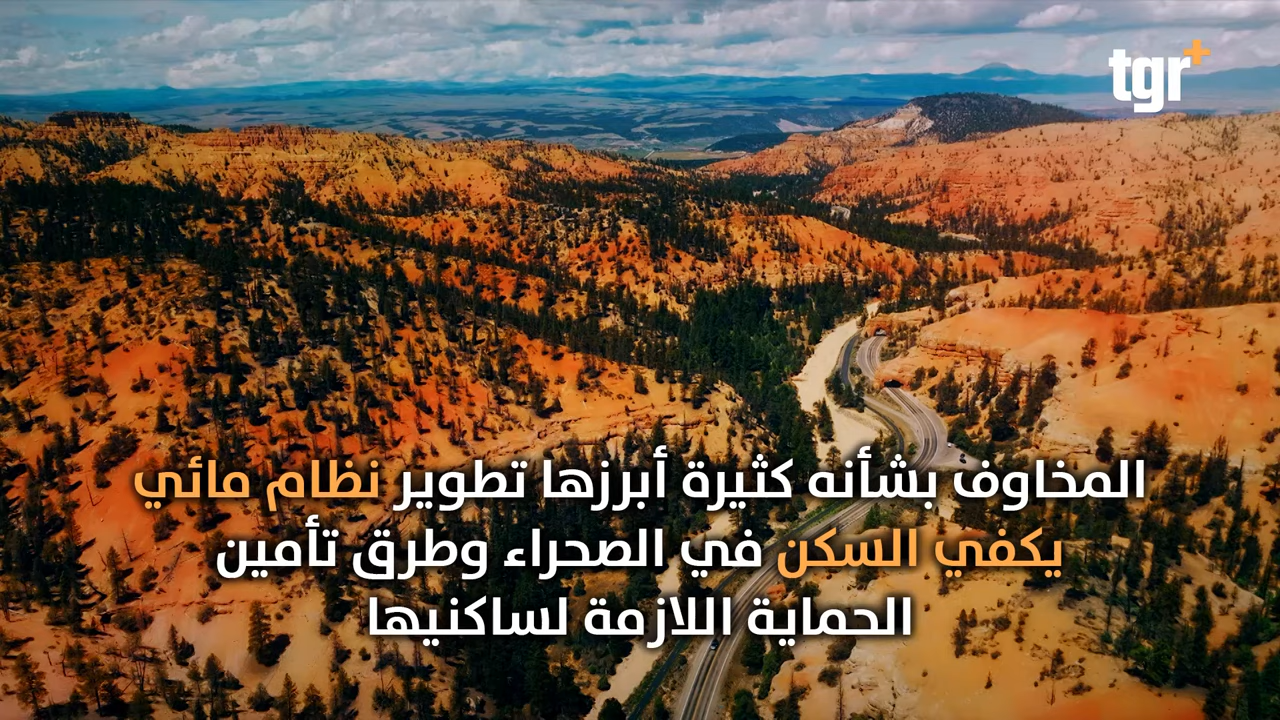 tgr+
المخاوف بشأنه كثيرة أبرزها تطوير نظام مائي
يكفي السكن في الصحراء وطرق تأمين
الحماية اللازمة لساكنيها